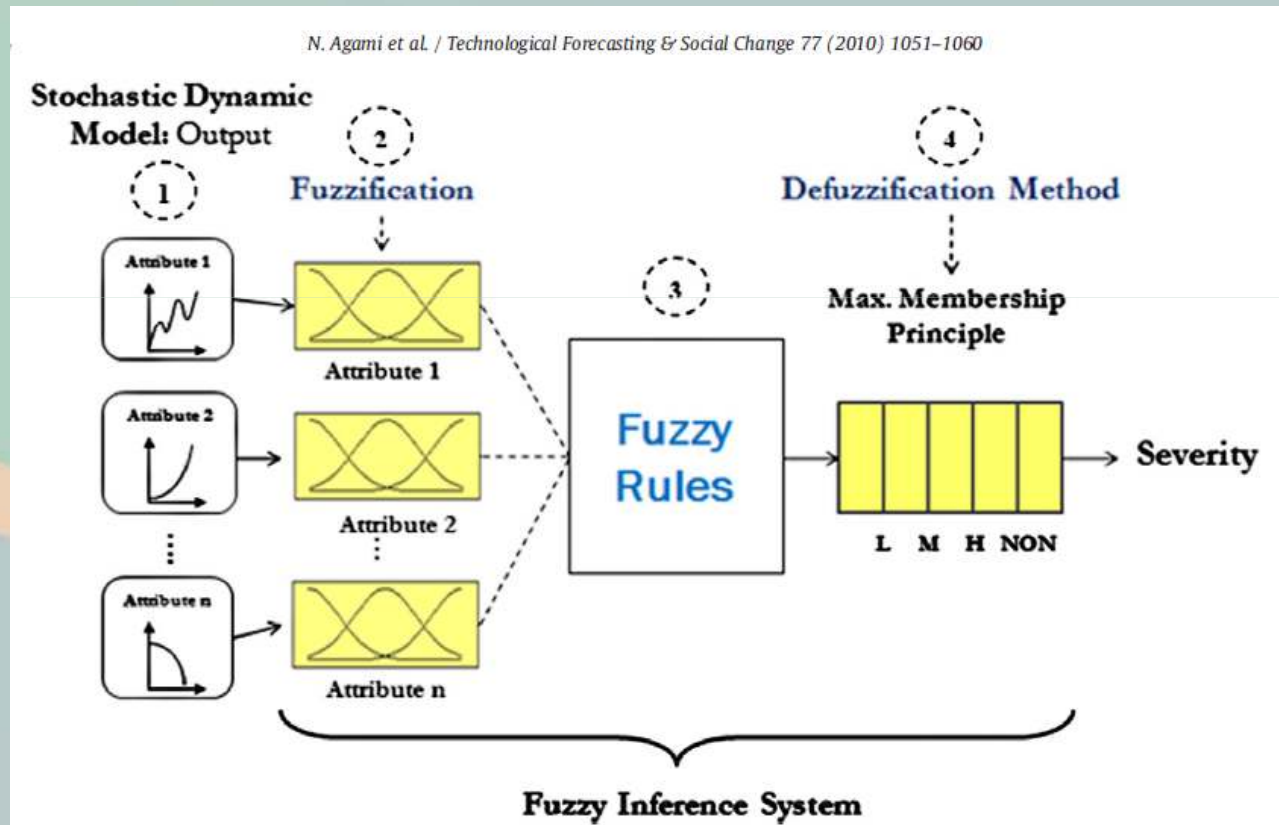 N. Agami et al. / Technological Forecasting & Social Change 77 (2010) 1051–1060
Stochastic Dynamic
Model: Output
1
2
Fuzzification
4
Defuzzification Method
Attribute 1
Attribute 1
3
Max. Membership
Principle
Attribute 2
Attribute 2
Fuzzy
Rules
Severity
L M H NON
Attribute n
Attribute n
Fuzzy Inference System